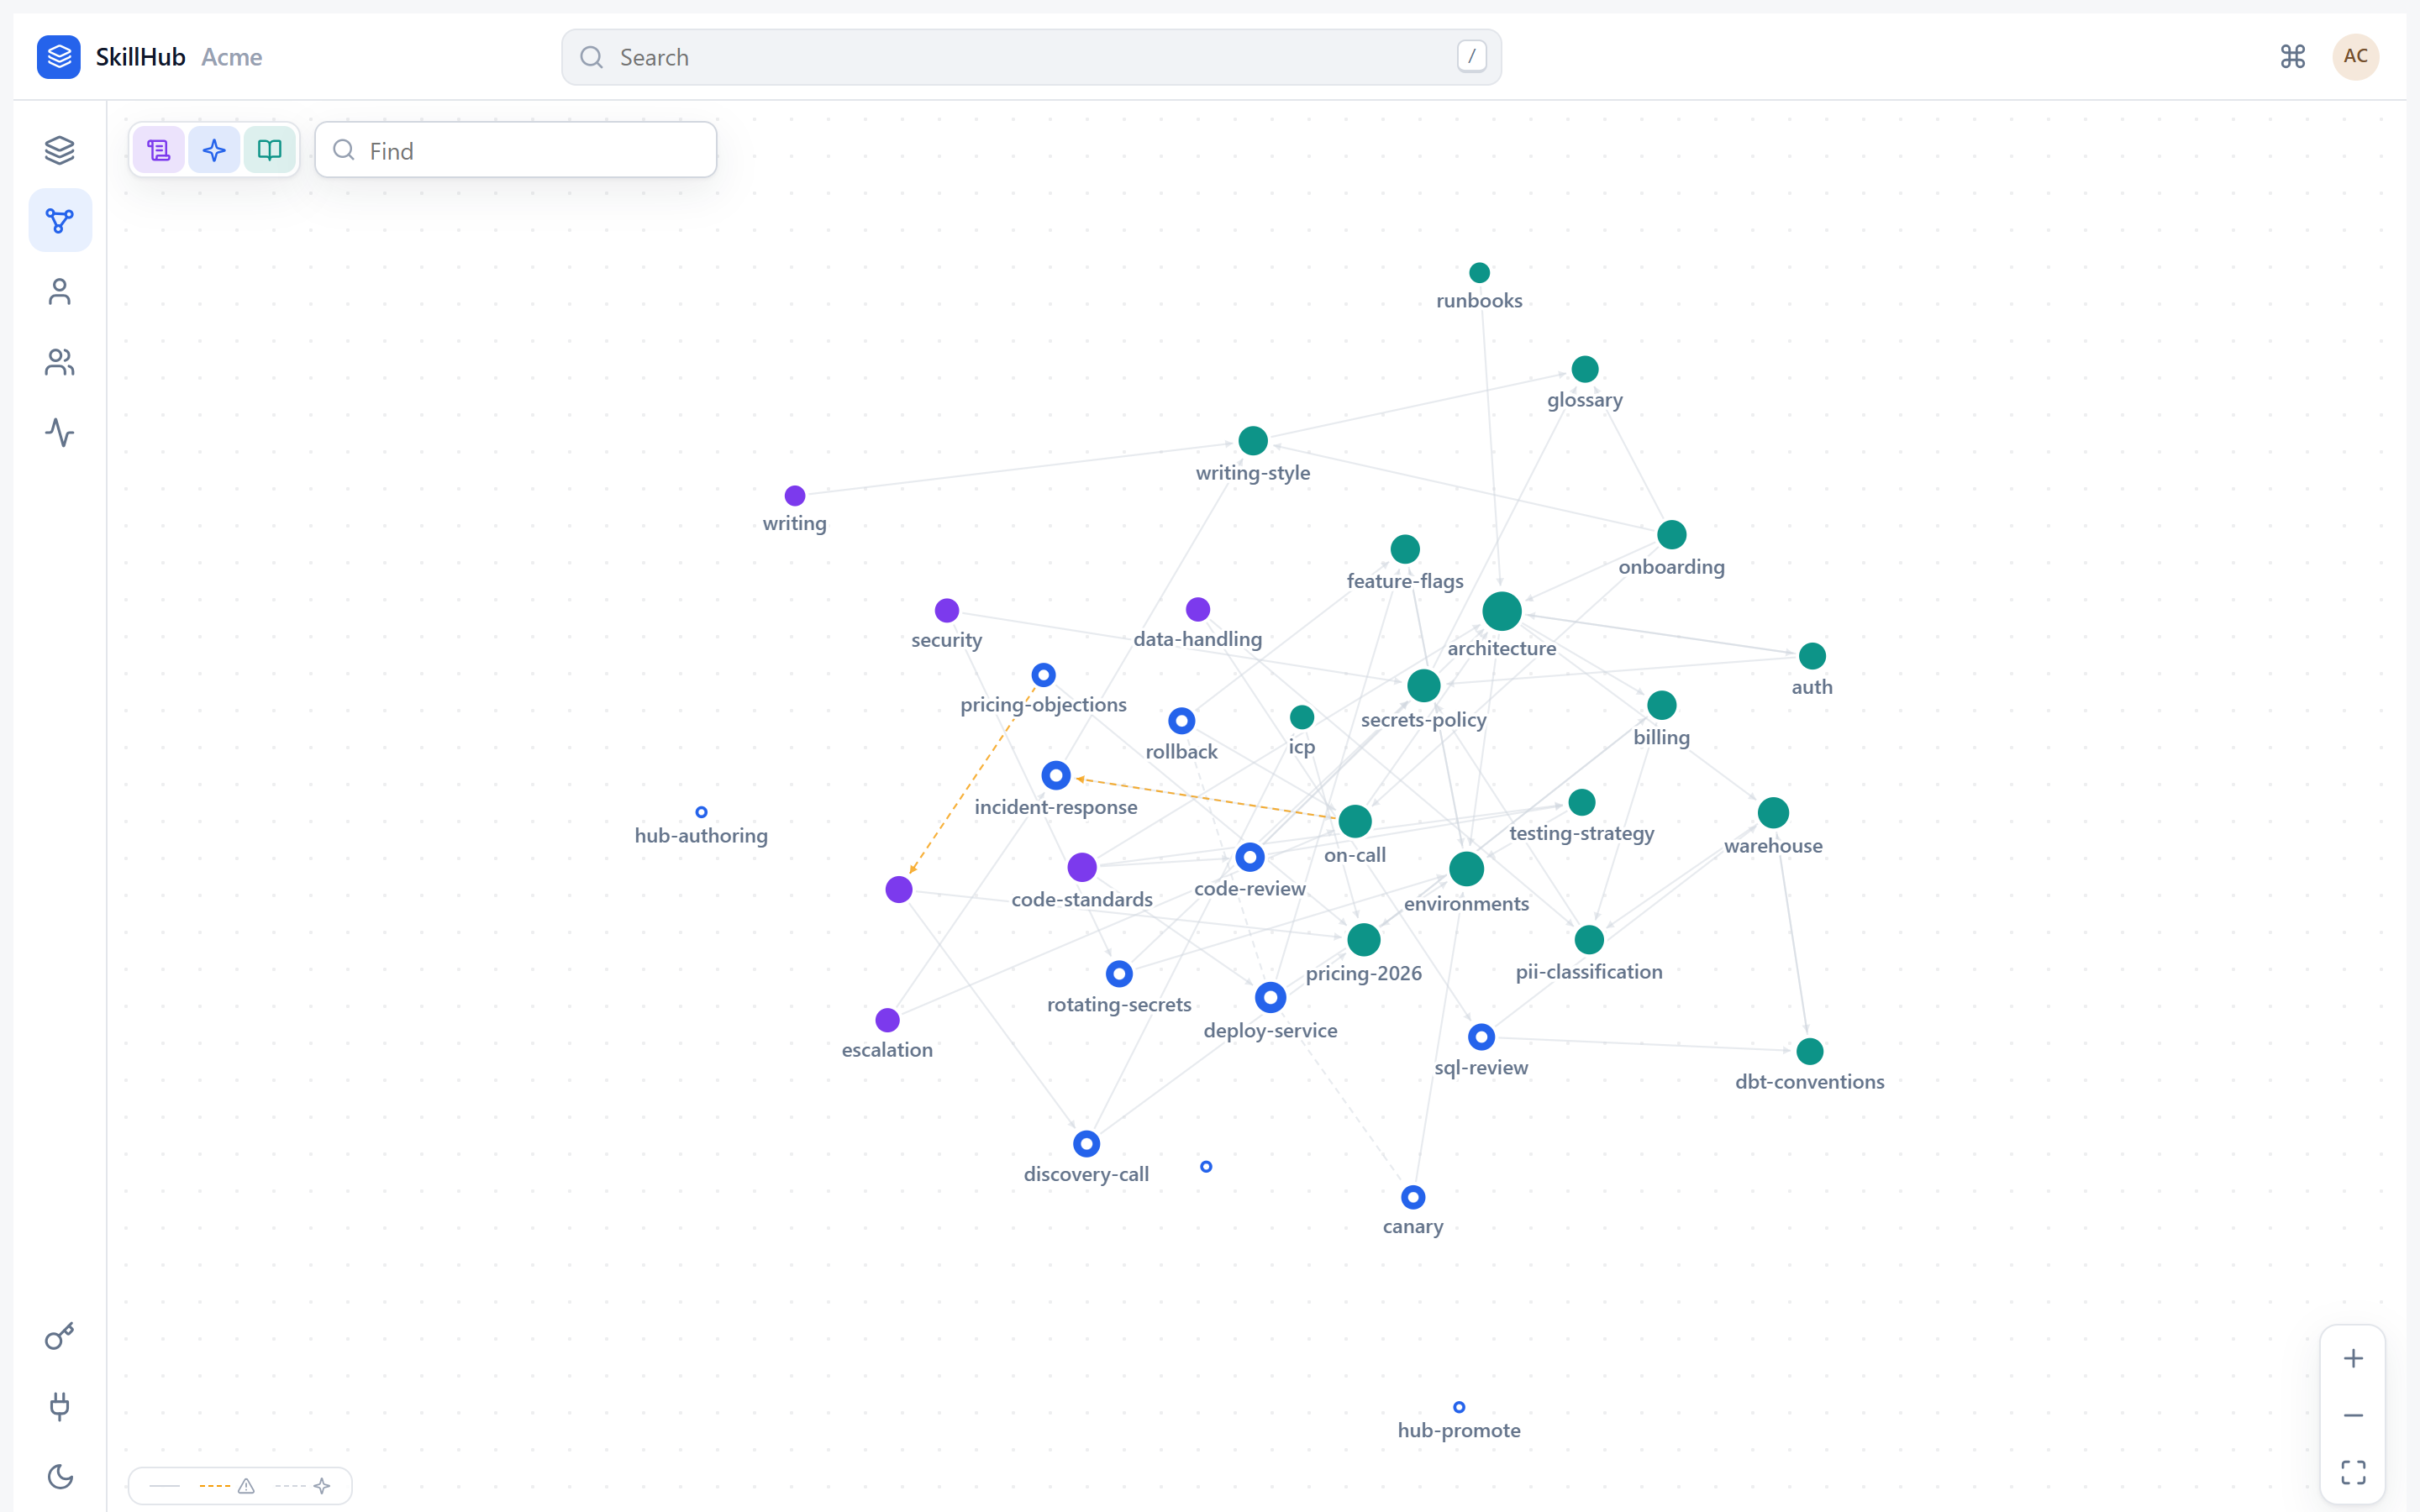 SkillHub Acme
Search
/
AC
Find
runbooks
glossary
writing-style
writing
onboarding
feature-flags
security
data-handling
architecture
auth
pricing-objections
secrets-policy
billing
rollback
icp
incident-response
hub-authoring
testing-strategy
warehouse
on-call
code-review
code-standards
environments
pricing-2026
pii-classification
rotating-secrets
deploy-service
escalation
sql-review
dbt-conventions
discovery-call
canary
hub-promote